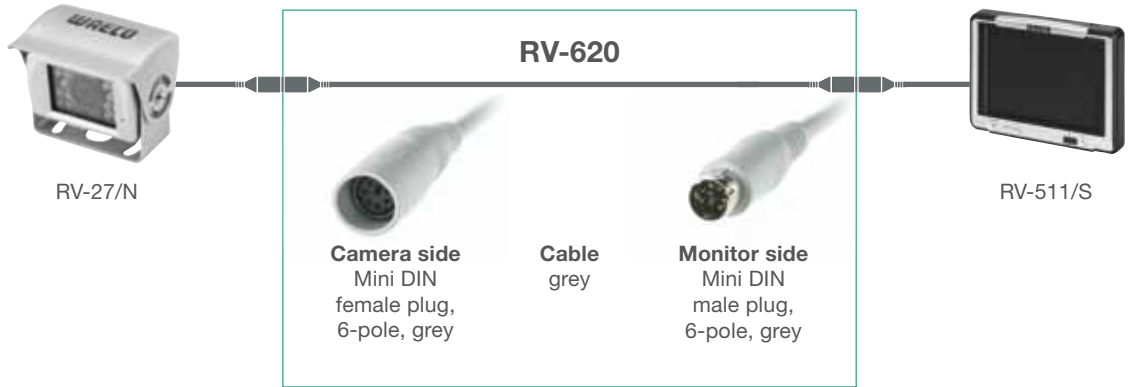 WAECO
RV-620
RV-27/N
RV-511/S
Camera side
Mini DIN
female plug,
6-pole, grey
Cable
grey
Monitor side
Mini DIN
male plug,
6-pole, grey